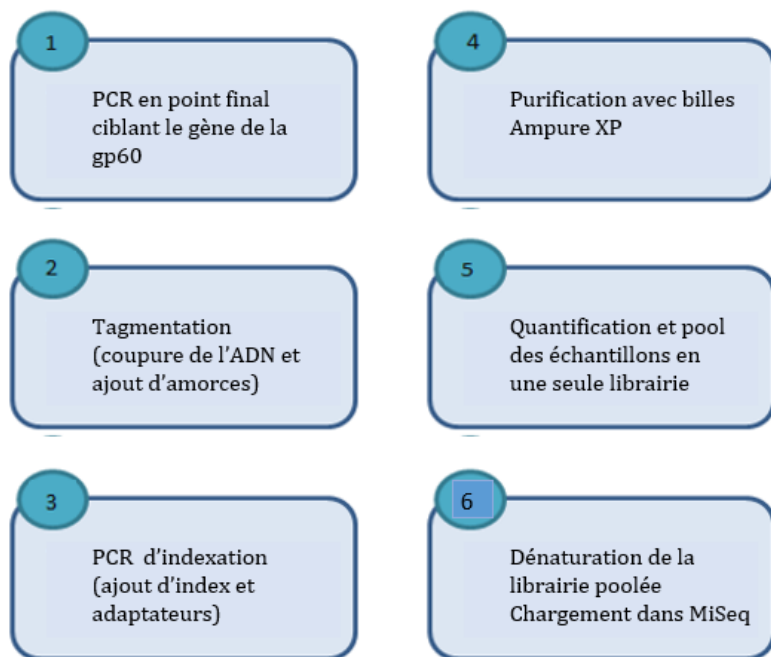 1
PCR en point final
ciblant le gène de la
gp60
2
Tagmentation
(coupure de l'ADN et
ajout d'amorces)
3
PCR d'indexation
(ajout d'index et
adaptateurs)
4
Purification avec billes
Ampure XP
5
Quantification et pool
des échantillons en
une seule librairie
6
Dénaturation de la
librairie poolée
Chargement dans MiSeq